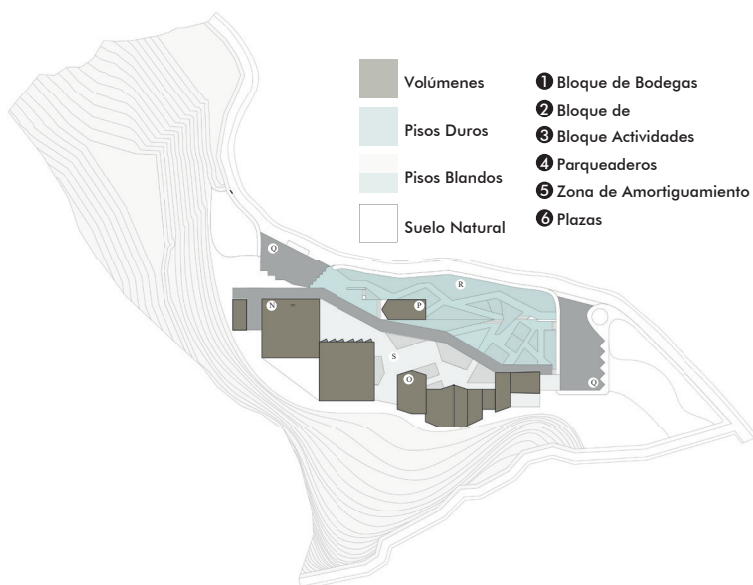 Volúmenes
Pisos Duros
Pisos Blandos
Suelo Natural
1 Bloque de Bodegas
2 Bloque de
3 Bloque Actividades
4 Parqueaderos
5 Zona de Amortiguamiento
6 Plazas
Q
R
N
P
S
O
Q